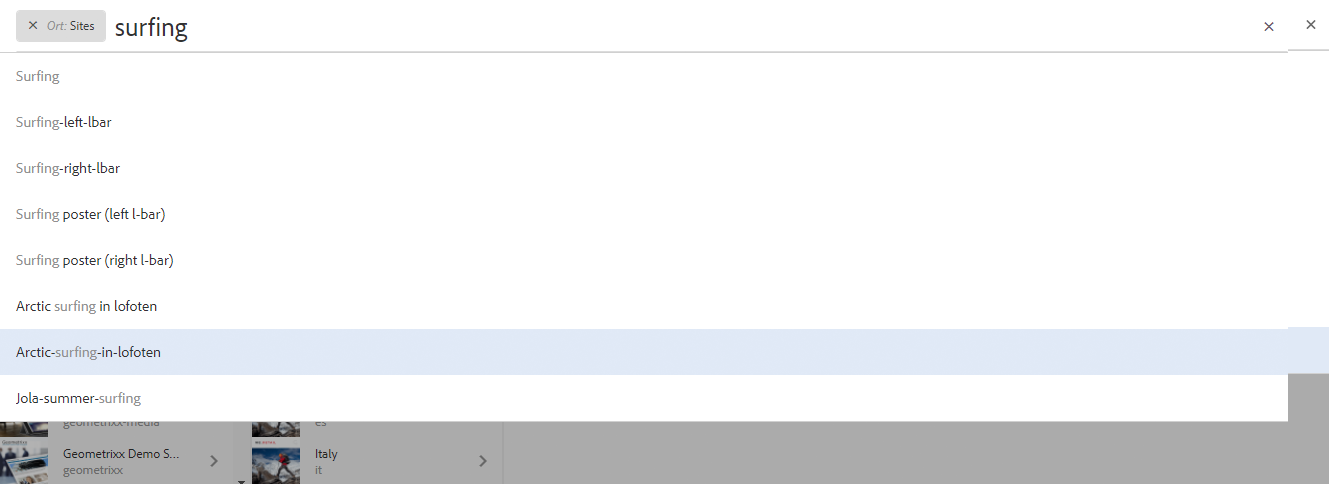 ✕ Ort: Sites surfing ✕ ✕
Surfing
Surfing-left-lbar
Surfing-right-lbar
Surfing poster (left l-bar)
Surfing poster (right l-bar)
Arctic surfing in lofoten
Arctic-surfing-in-lofoten
Jola-summer-surfing
geometrixx-media es
Geometrixx Demo S... Italy
geometrixx it